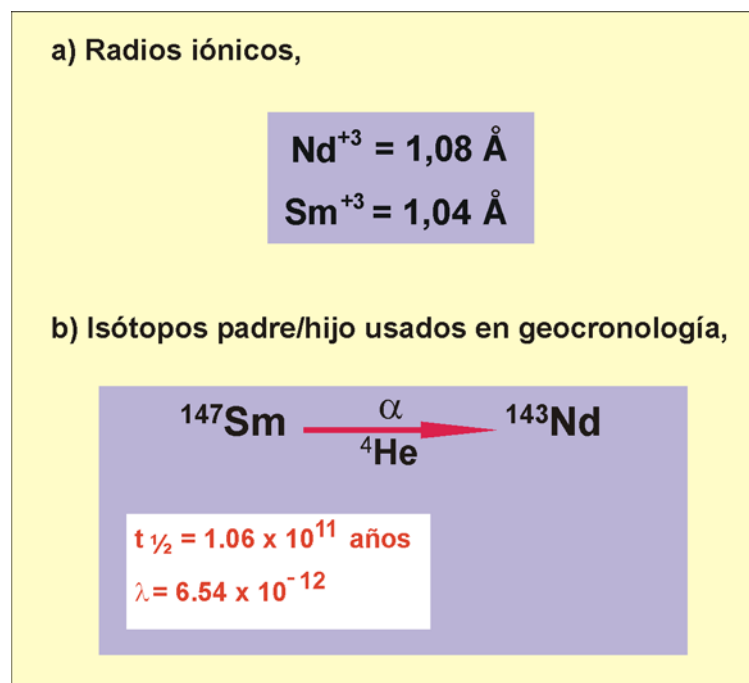 a) Radios iónicos,
Nd⁺³ = 1,08 Å
Sm⁺³ = 1,04 Å
b) Isótopos padre/hijo usados en geocronología,
¹⁴⁷Sm α ¹⁴³Nd
⁴He
t ½ = 1.06 x 10¹¹ años
λ = 6.54 x 10⁻¹²